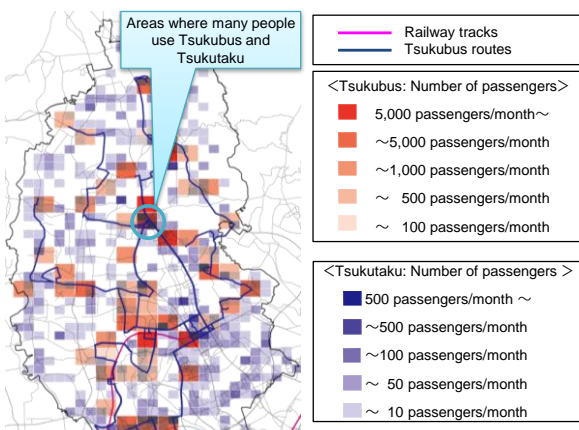 Areas where many people
use Tsukubus and
Tsukutaku
Railway tracks
Tsukubus routes
<Tsukubus: Number of passengers>
5,000 passengers/month～
～5,000 passengers/month
～1,000 passengers/month
～ 500 passengers/month
～ 100 passengers/month
<Tsukutaku: Number of passengers >
500 passengers/month ～
～500 passengers/month
～100 passengers/month
～ 50 passengers/month
～ 10 passengers/month